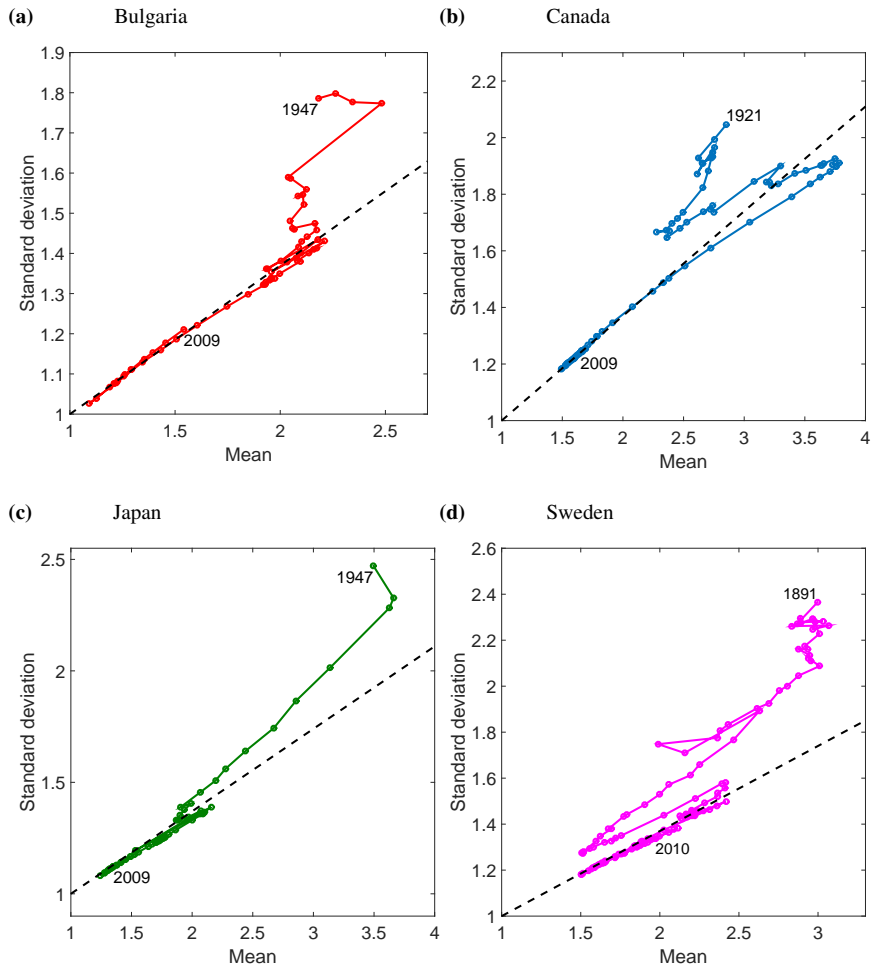 (a) Bulgaria
1.9
1.8
1.7
1.6
1.5
1.4
1.3
1.2
1.1
1
1 1.5 2 2.5
Standard deviation
Mean
1947
2009
(b) Canada
2.2
2
1.8
1.6
1.4
1.2
1
1 1.5 2 2.5 3 3.5 4
Standard deviation
Mean
1921
2009
(c) Japan
2.5
2
1.5
1
1 1.5 2 2.5 3 3.5 4
Standard deviation
Mean
1947
2009
(d) Sweden
2.6
2.4
2.2
2
1.8
1.6
1.4
1.2
1
1 1.5 2 2.5 3
Standard deviation
Mean
1891
2010